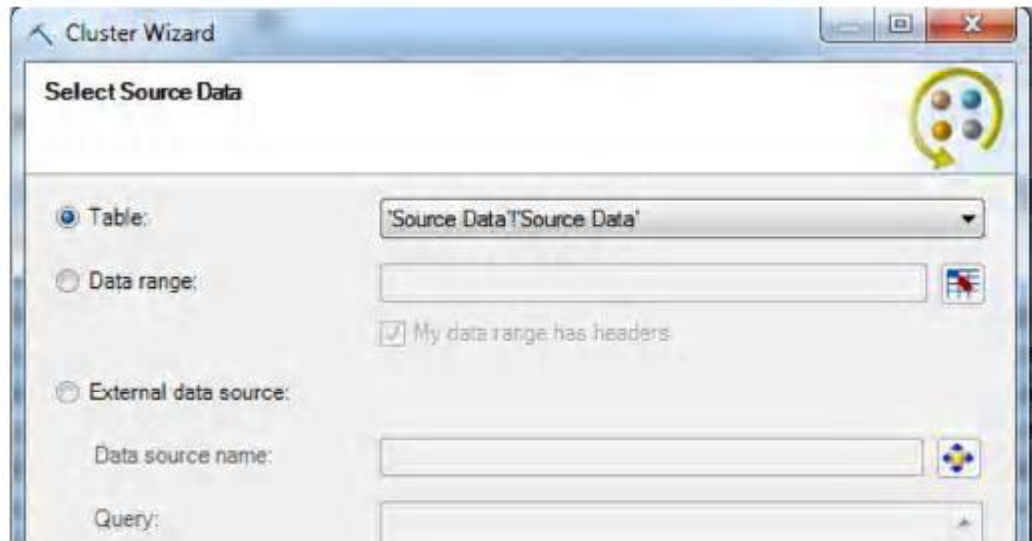 Cluster Wizard
Select Source Data
Table:
'Source Data'!'Source Data'
Data range:
My data range has headers
External data source:
Data source name:
Query: